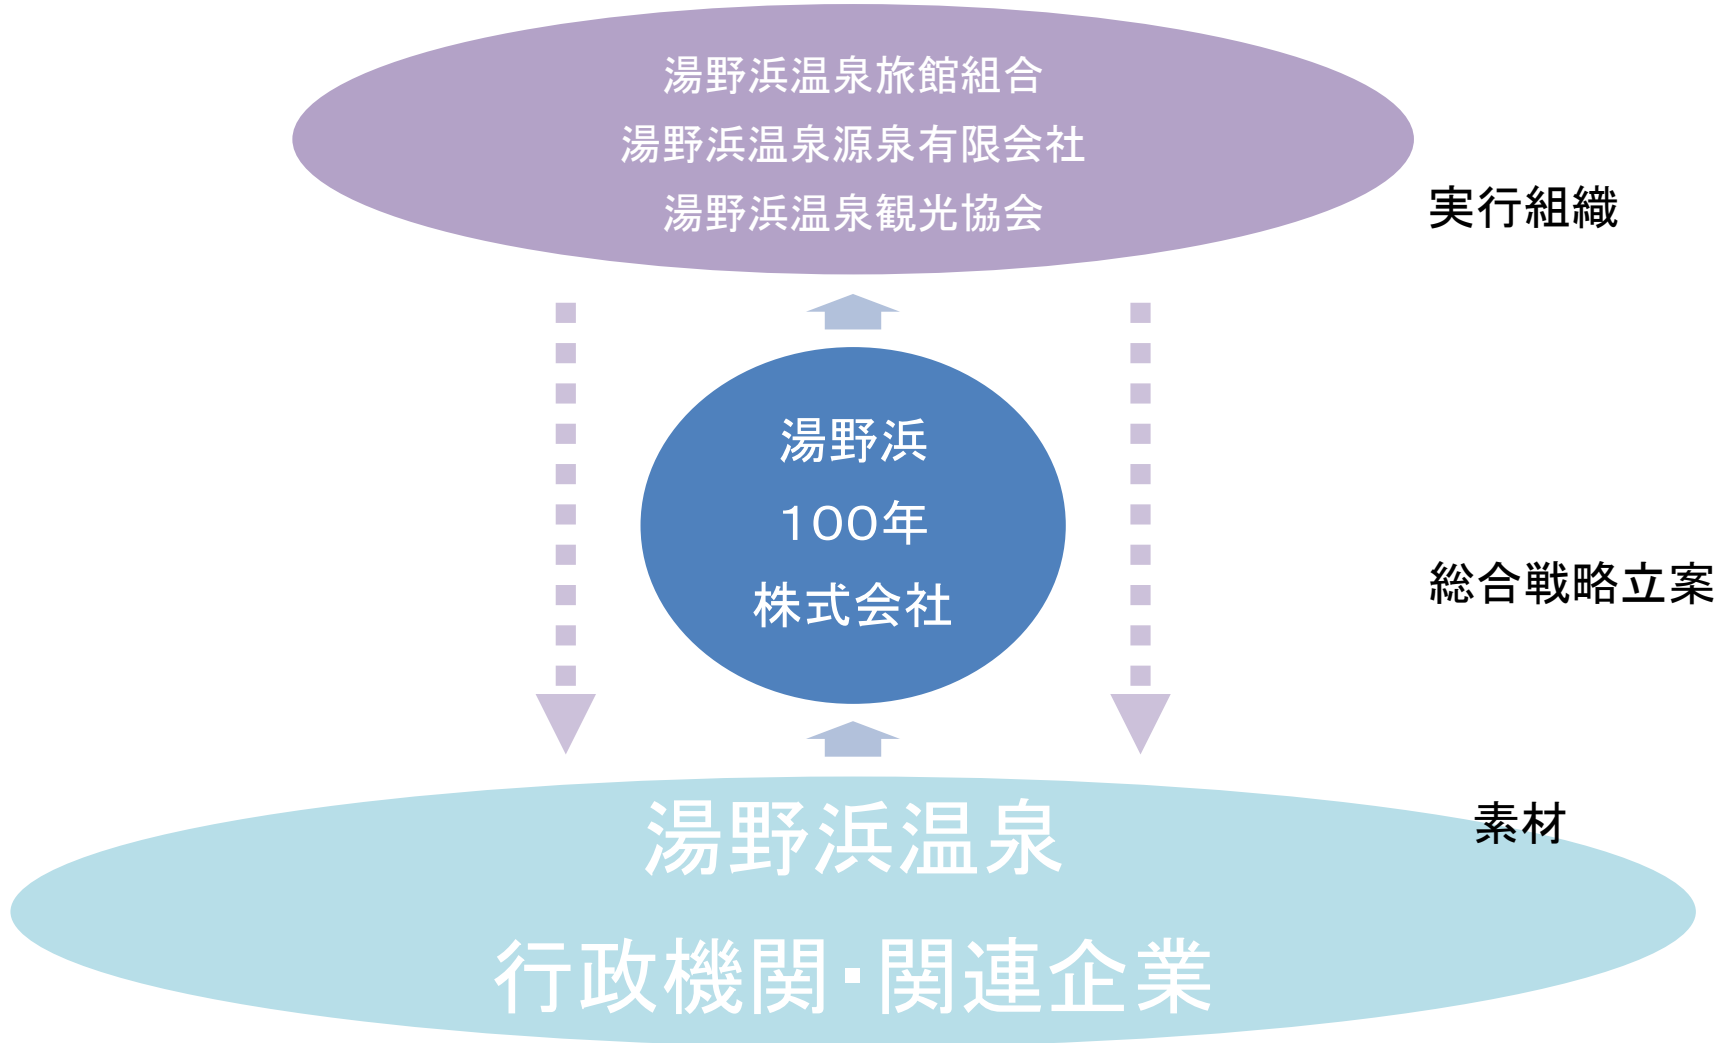 湯野浜温泉旅館組合
湯野浜温泉源泉有限会社
湯野浜温泉観光協会
実行組織
湯野浜
１００年
株式会社
総合戦略立案
素材
湯野浜温泉
行政機関・関連企業